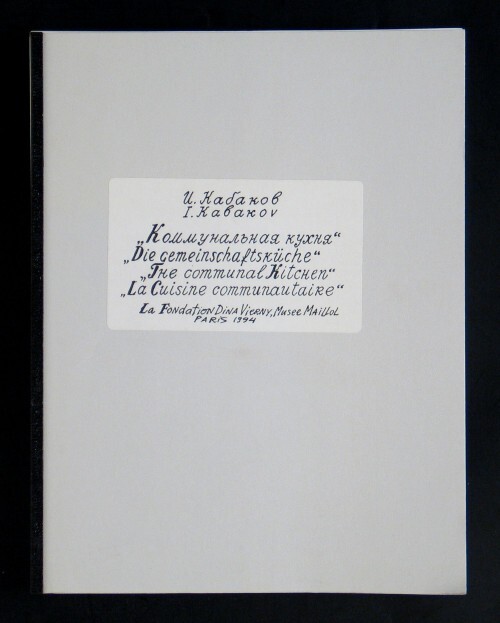 И. Кабаков
I. Kabakov
„Коммунальная кухня“
„Die gemeinschaftsküche“
„The communal Kitchen“
„La Cuisine communautaire“
La Fondation Dina Vierny, Musee Maillol
PARIS 1994